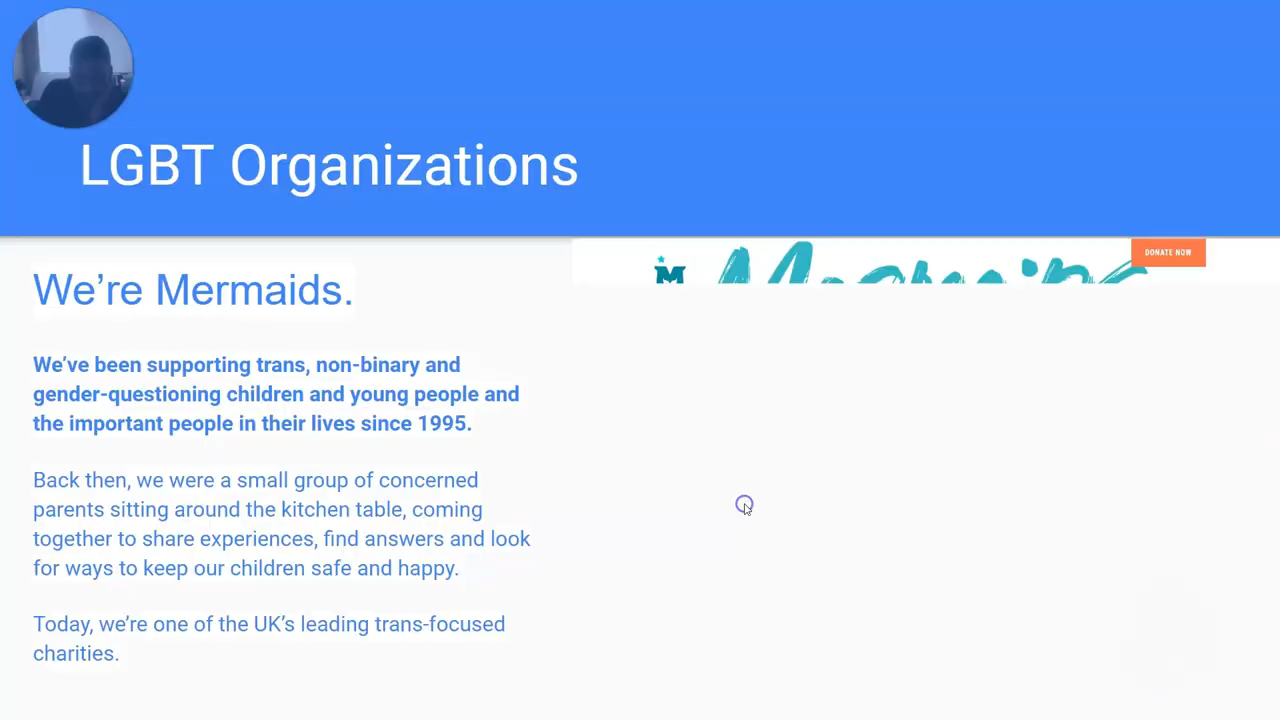 LGBT Organizations
DONATE NOW
We’re Mermaids.
We’ve been supporting trans, non-binary and
gender-questioning children and young people and
the important people in their lives since 1995.
Back then, we were a small group of concerned
parents sitting around the kitchen table, coming
together to share experiences, find answers and look
for ways to keep our children safe and happy.
Today, we’re one of the UK’s leading trans-focused
charities.